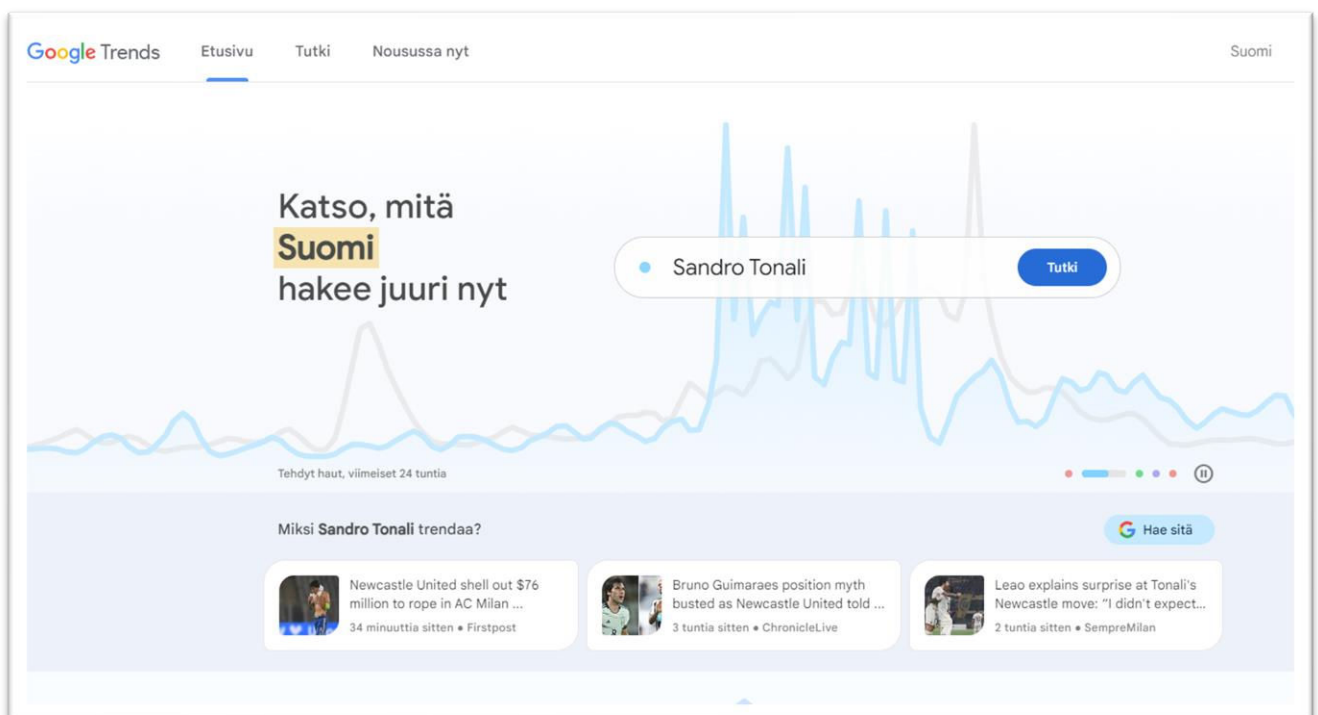 Google Trends Etusivu Tutki Nousussa nyt Suomi
Katso, mitä
Suomi
hakee juuri nyt
Sandro Tonali Tutki
Tehdyt haut, viimeiset 24 tuntia
Miksi Sandro Tonali trendaa? Hae sitä
Newcastle United shell out $76
million to rope in AC Milan ...
34 minuuttia sitten • Firstpost
Bruno Guimaraes position myth
busted as Newcastle United told ...
3 tuntia sitten • ChronicleLive
Leao explains surprise at Tonali's
Newcastle move: “I didn't expect...
2 tuntia sitten • SempreMilan